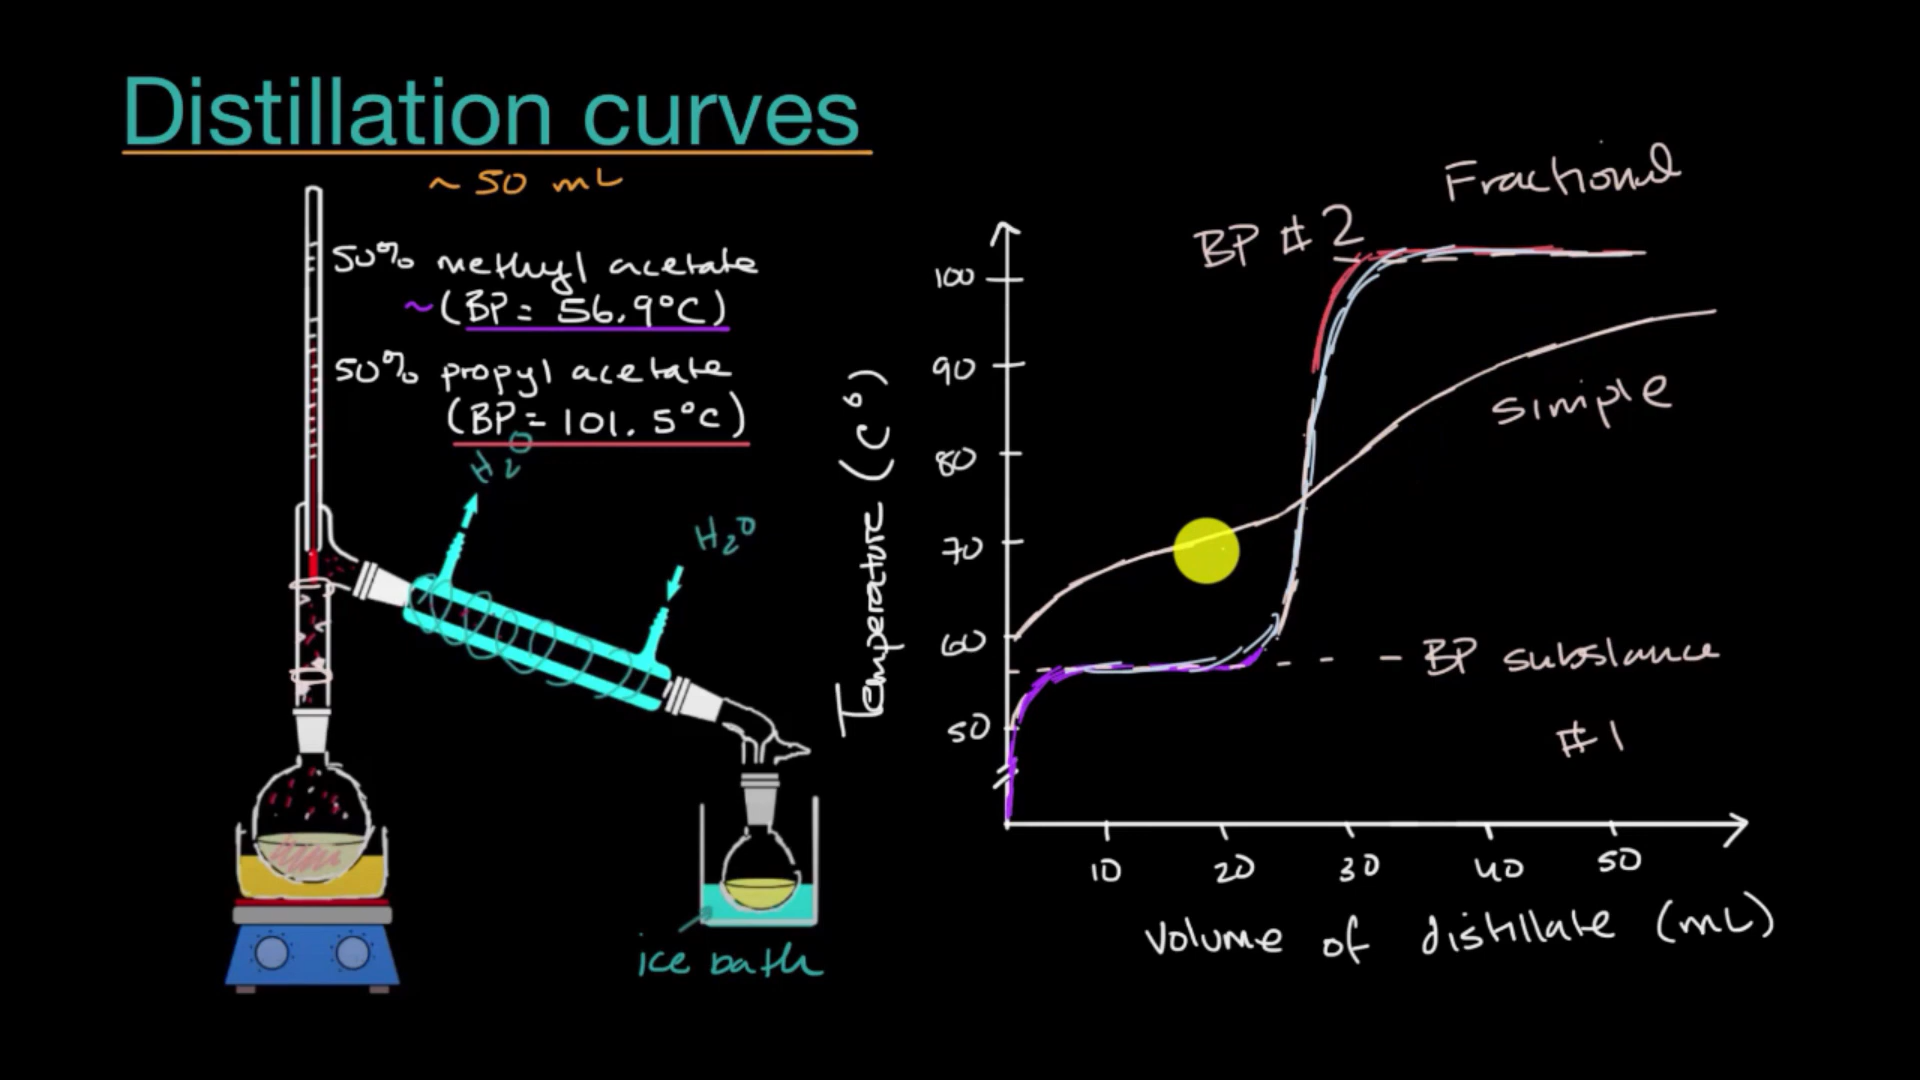 Distillation curves
~ 50 mL
50% methyl acetate
~ (BP = 56.9°C)
50% propyl acetate
(BP = 101.5°C)
H₂O
H₂O
ice bath
Fractional
BP #2
Simple
BP substance
#1
Temperature (C°)
100
90
80
70
60
50
10 20 30 40 50
Volume of distillate (mL)